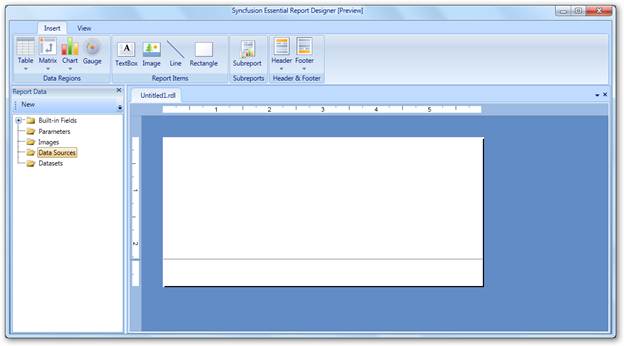 Syncfusion Essential Report Designer [Preview]
Insert View
Table Matrix Chart Gauge TextBox Image Line Rectangle Subreport Header Footer
Data Regions Report Items Subreports Header & Footer
Report Data
New
Untitled1.rdl
1 2 3 4 5
Built-in Fields
Parameters
Images
Data Sources
Datasets
1
2